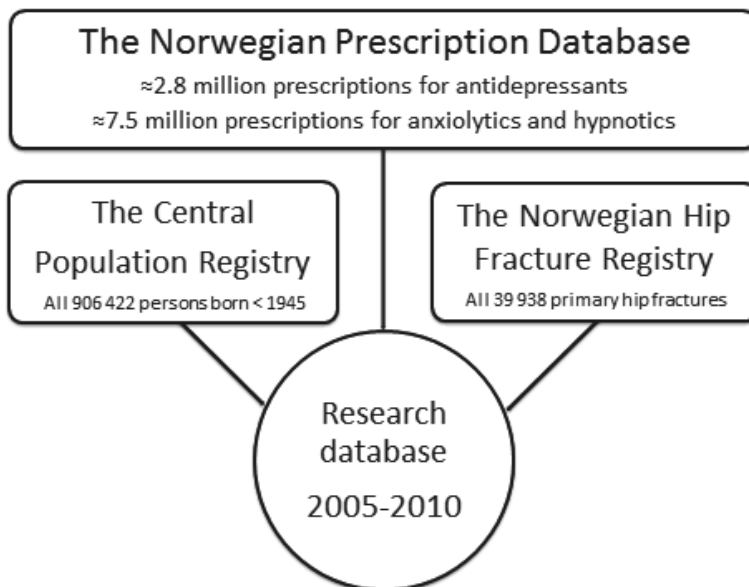 The Norwegian Prescription Database
≈2.8 million prescriptions for antidepressants
≈7.5 million prescriptions for anxiolytics and hypnotics
The Central
Population Registry
All 906 422 persons born < 1945
The Norwegian Hip
Fracture Registry
All 39 938 primary hip fractures
Research
database
2005-2010